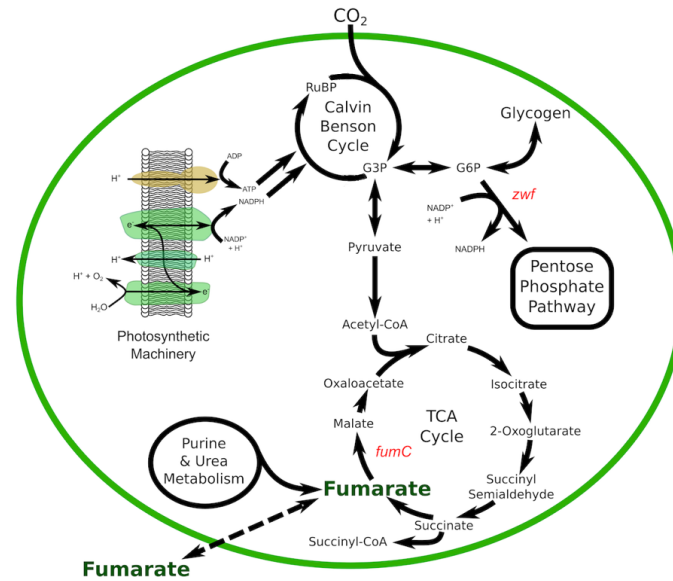 CO₂
RuBP
Calvin
Benson
Cycle
G3P
G6P
Glycogen
zwf
NADP⁺
+ H⁺
NADPH
Pentose
Phosphate
Pathway
ADP
ATP
NADPH
NADP⁺
+ H⁺
H⁺
e⁻
H⁺
H⁺
H⁺ + O₂
H₂O
e⁻
Photosynthetic
Machinery
Pyruvate
Acetyl-CoA
Citrate
Oxaloacetate
Isocitrate
Malate
TCA
Cycle
2-Oxoglutarate
fumC
Succinyl
Semialdehyde
Purine
& Urea
Metabolism
Fumarate
Succinate
Succinyl-CoA
Fumarate